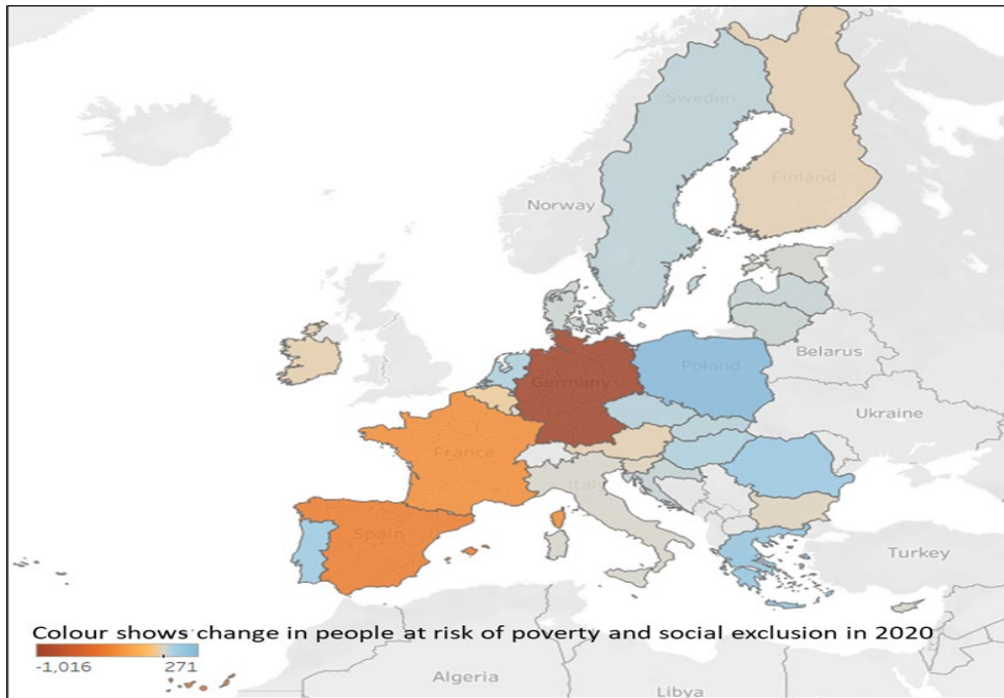 Sweden
Finland
Norway
Belarus
Poland
Germany
Ukraine
France
Italy
Spain
Turkey
Colour shows change in people at risk of poverty and social exclusion in 2020
-1,016 271
Algeria
Libya